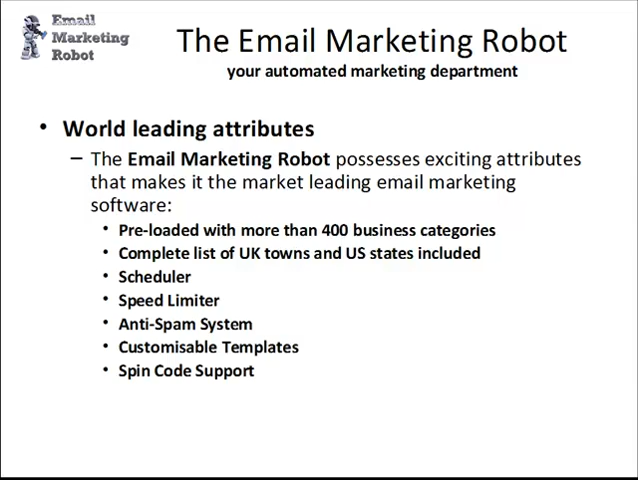 Email
Marketing
Robot
The Email Marketing Robot
your automated marketing department
• World leading attributes
– The Email Marketing Robot possesses exciting attributes
that makes it the market leading email marketing
software:
• Pre-loaded with more than 400 business categories
• Complete list of UK towns and US states included
• Scheduler
• Speed Limiter
• Anti-Spam System
• Customisable Templates
• Spin Code Support